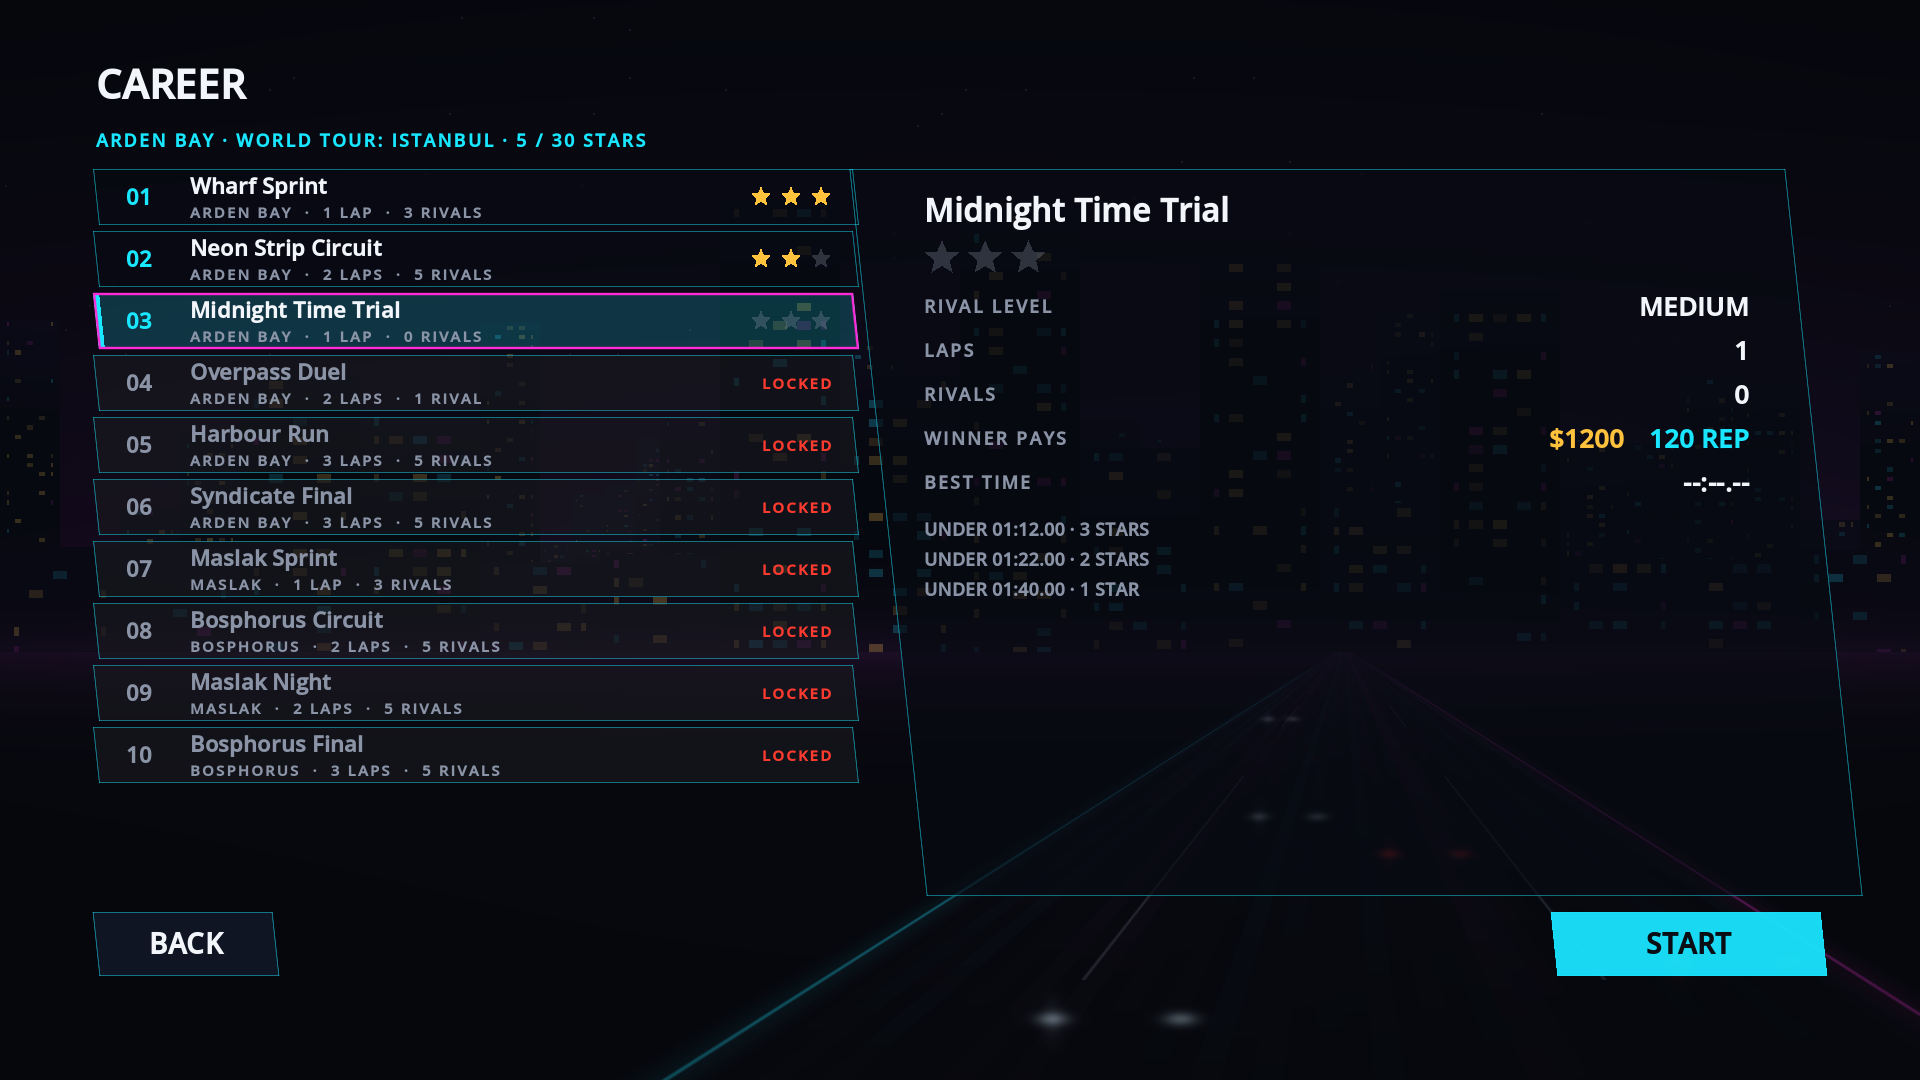 CAREER
ARDEN BAY · WORLD TOUR: ISTANBUL · 5 / 30 STARS
01 Wharf Sprint
ARDEN BAY · 1 LAP · 3 RIVALS
02 Neon Strip Circuit
ARDEN BAY · 2 LAPS · 5 RIVALS
03 Midnight Time Trial
ARDEN BAY · 1 LAP · 0 RIVALS
04 Overpass Duel
ARDEN BAY · 2 LAPS · 1 RIVAL
LOCKED
05 Harbour Run
ARDEN BAY · 3 LAPS · 5 RIVALS
LOCKED
06 Syndicate Final
ARDEN BAY · 3 LAPS · 5 RIVALS
LOCKED
07 Maslak Sprint
MASLAK · 1 LAP · 3 RIVALS
LOCKED
08 Bosphorus Circuit
BOSPHORUS · 2 LAPS · 5 RIVALS
LOCKED
09 Maslak Night
MASLAK · 2 LAPS · 5 RIVALS
LOCKED
10 Bosphorus Final
BOSPHORUS · 3 LAPS · 5 RIVALS
LOCKED
Midnight Time Trial
RIVAL LEVEL MEDIUM
LAPS 1
RIVALS 0
WINNER PAYS $1200 120 REP
BEST TIME --:--.--
UNDER 01:12.00 · 3 STARS
UNDER 01:22.00 · 2 STARS
UNDER 01:40.00 · 1 STAR
BACK
START